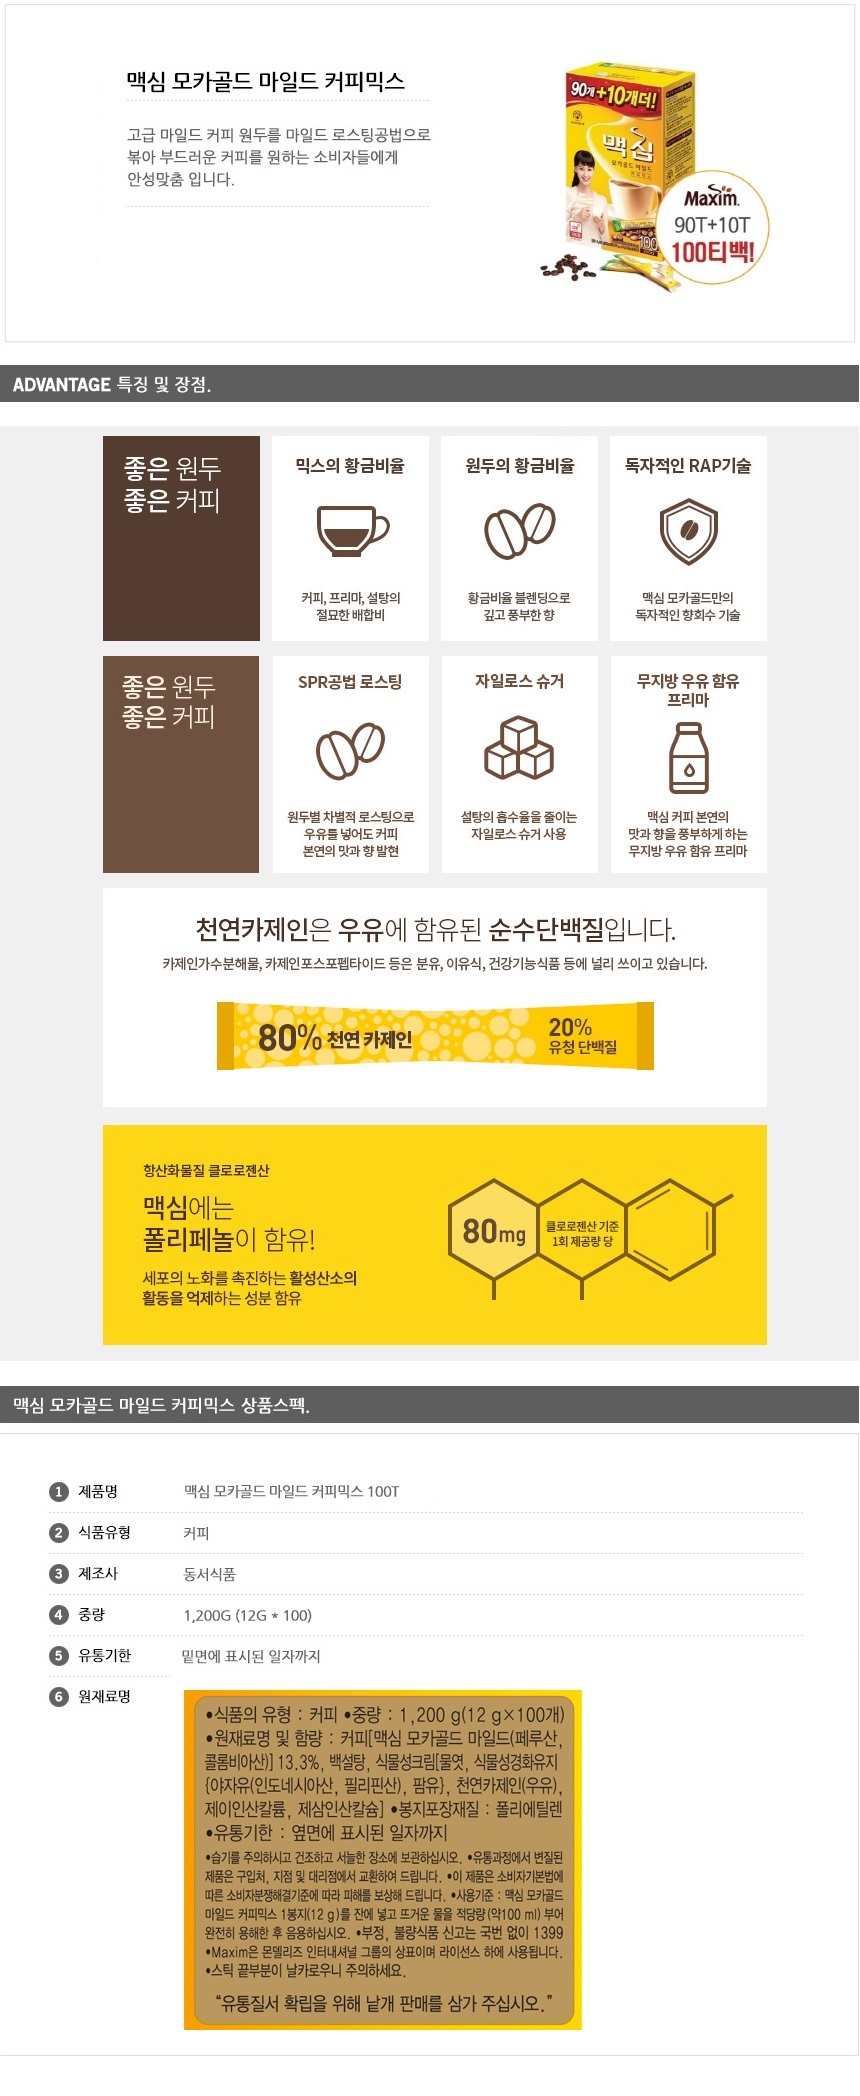 맥심 모카골드 마일드 커피믹스
고급 마일드 커피 원두를 마일드 로스팅공법으로
볶아 부드러운 커피를 원하는 소비자들에게
안성맞춤 입니다.
90개+10개더!
맥심
모카골드 마일드
커피믹스
100
Maxim.
90T+10T
100티백!
ADVANTAGE 특징 및 장점.
좋은 원두
좋은 커피
믹스의 황금비율
커피, 프리마, 설탕의
절묘한 배합비
원두의 황금비율
황금비율 블렌딩으로
깊고 풍부한 향
독자적인 RAP기술
맥심 모카골드만의
독자적인 향회수 기술
좋은 원두
좋은 커피
SPR공법 로스팅
원두별 차별적 로스팅으로
우유를 넣어도 커피
본연의 맛과 향 발현
자일로스 슈거
설탕의 흡수율을 줄이는
자일로스 슈거 사용
무지방 우유 함유
프리마
맥심 커피 본연의
맛과 향을 풍부하게 하는
무지방 우유 함유 프리마
천연카제인은 우유에 함유된 순수단백질입니다.
카제인가수분해물, 카제인포스포펩타이드 등은 분유, 이유식, 건강기능식품 등에 널리 쓰이고 있습니다.
80% 천연 카제인
20%
유청 단백질
항산화물질 클로로젠산
맥심에는
폴리페놀이 함유!
세포의 노화를 촉진하는 활성산소의
활동을 억제하는 성분 함유
80mg
클로로젠산 기준
1회 제공량 당
맥심 모카골드 마일드 커피믹스 상품스펙.
1 제품명 맥심 모카골드 마일드 커피믹스 100T
2 식품유형 커피
3 제조사 동서식품
4 중량 1,200G (12G * 100)
5 유통기한 밑면에 표시된 일자까지
6 원재료명
•식품의 유형 : 커피 •중량 : 1,200 g(12 g×100개)
•원재료명 및 함량 : 커피[맥심 모카골드 마일드(페루산,
콜롬비아산)] 13.3%, 백설탕, 식물성크림[물엿, 식물성경화유지
{야자유(인도네시아산, 필리핀산), 팜유}, 천연카제인(우유),
제이인산칼륨, 제삼인산칼슘] •봉지포장재질 : 폴리에틸렌
•유통기한 : 옆면에 표시된 일자까지
•습기를 주의하시고 건조하고 서늘한 장소에 보관하십시오. •유통과정에서 변질된
제품은 구입처, 지점 및 대리점에서 교환하여 드립니다. •이 제품은 소비자기본법에
따른 소비자분쟁해결기준에 따라 피해를 보상해 드립니다. •사용기준 : 맥심 모카골드
마일드 커피믹스 1봉지(12 g)를 잔에 넣고 뜨거운 물을 적당량(약100 ml) 부어
완전히 용해한 후 음용하십시오. •부정, 불량식품 신고는 국번 없이 1399
•Maxim은 몬델리즈 인터내셔널 그룹의 상표이며 라이선스 하에 사용됩니다.
•스틱 끝부분이 날카로우니 주의하세요.
“유통질서 확립을 위해 낱개 판매를 삼가 주십시오.”